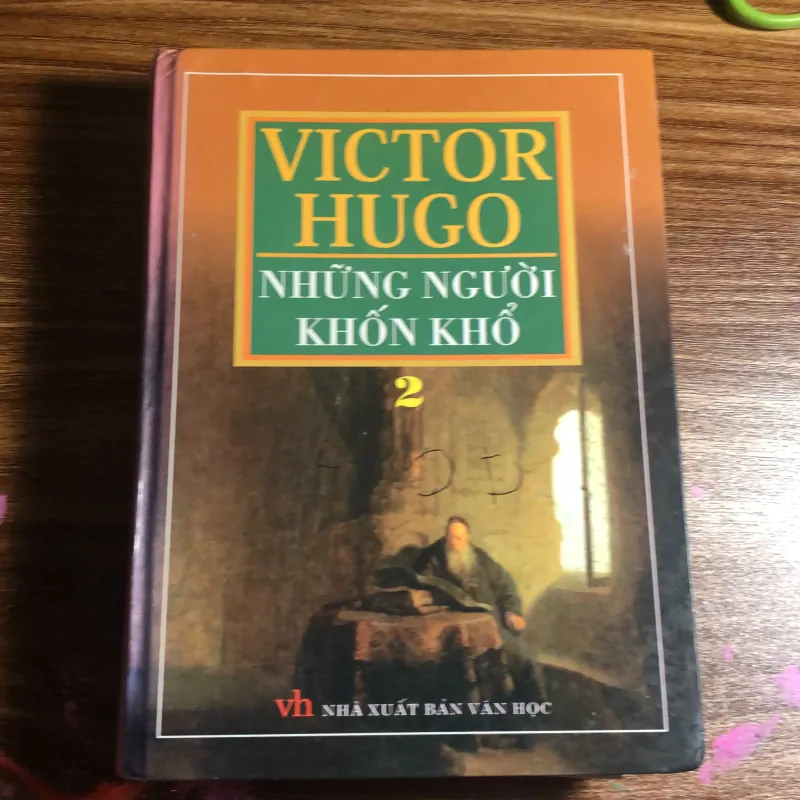 VICTOR
HUGO
NHỮNG NGƯỜI
KHỐN KHỔ
2
vh NHÀ XUẤT BẢN VĂN HỌC